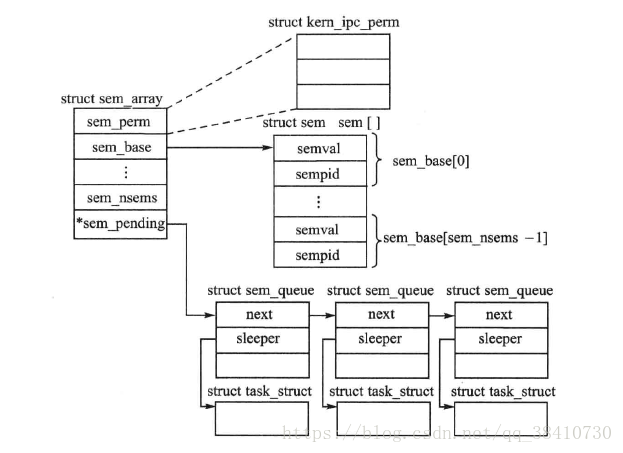 struct kern_ipc_perm
struct sem_array
sem_perm
sem_base
⋮
sem_nsems
*sem_pending
struct sem sem [ ]
semval
sempid
⋮
semval
sempid
sem_base[0]
sem_base[sem_nsems −1]
struct sem_queue struct sem_queue struct sem_queue
next next next
sleeper sleeper sleeper
struct task_struct struct task_struct struct task_struct
https://blog.csdn.net/qq_38410730